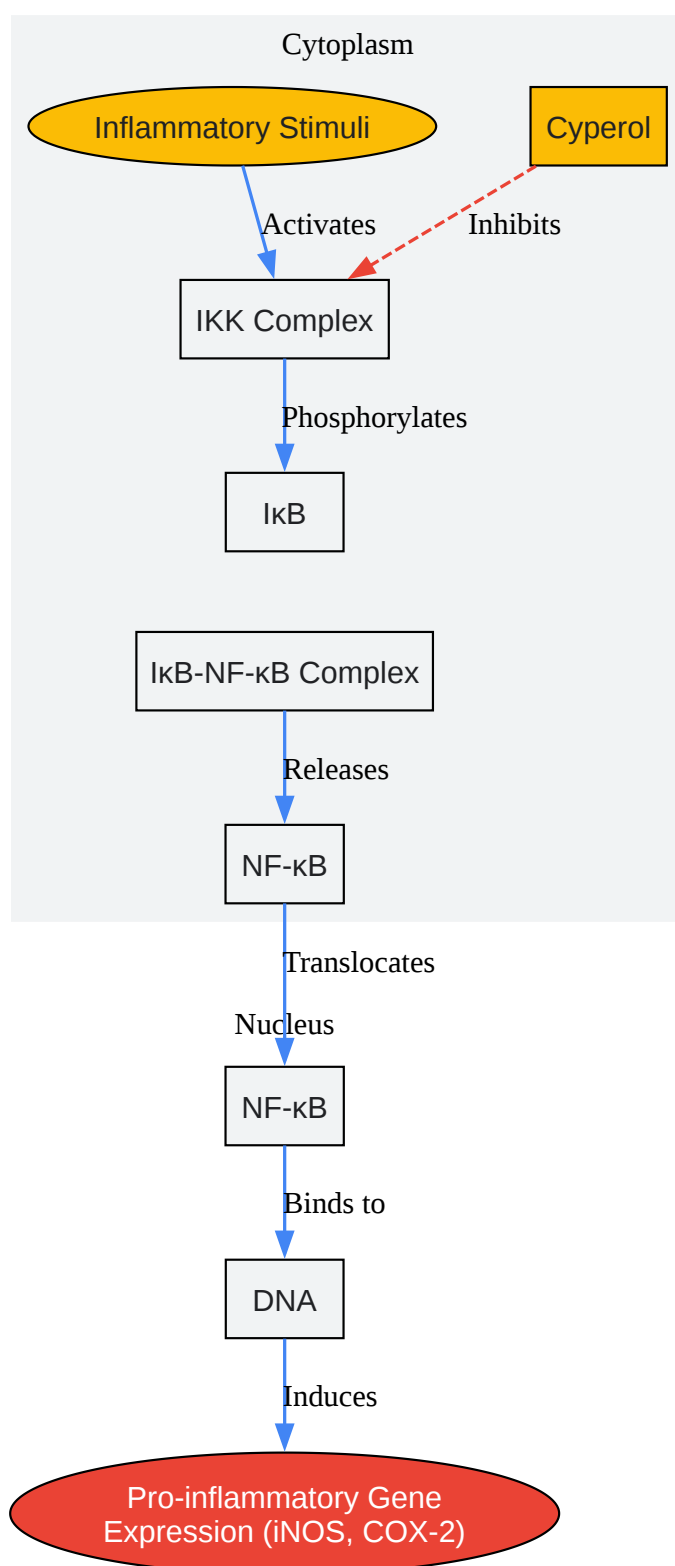 Cytoplasm
Inflammatory Stimuli
Cyperol
Activates
Inhibits
IKK Complex
Phosphorylates
IκB
IκB-NF-κB Complex
Releases
NF-κB
Translocates
Nucleus
NF-κB
Binds to
DNA
Induces
Pro-inflammatory Gene
Expression (iNOS, COX-2)